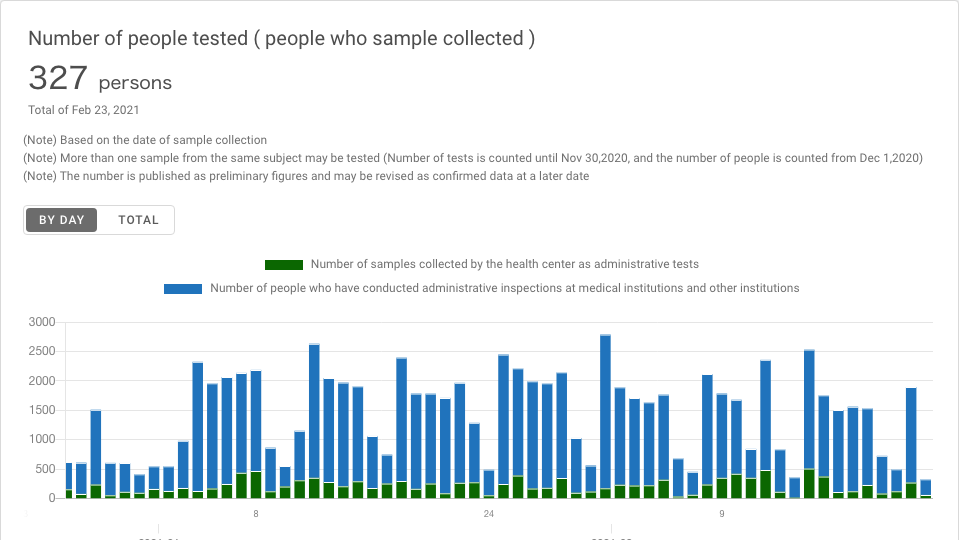 Number of people tested ( people who sample collected )
327 persons
Total of Feb 23, 2021
(Note) Based on the date of sample collection
(Note) More than one sample from the same subject may be tested (Number of tests is counted until Nov 30,2020, and the number of people is counted from Dec 1,2020)
(Note) The number is published as preliminary figures and may be revised as confirmed data at a later date
BY DAY TOTAL
Number of samples collected by the health center as administrative tests
Number of people who have conducted administrative inspections at medical institutions and other institutions
3000
2500
2000
1500
1000
500
0
8 24 9